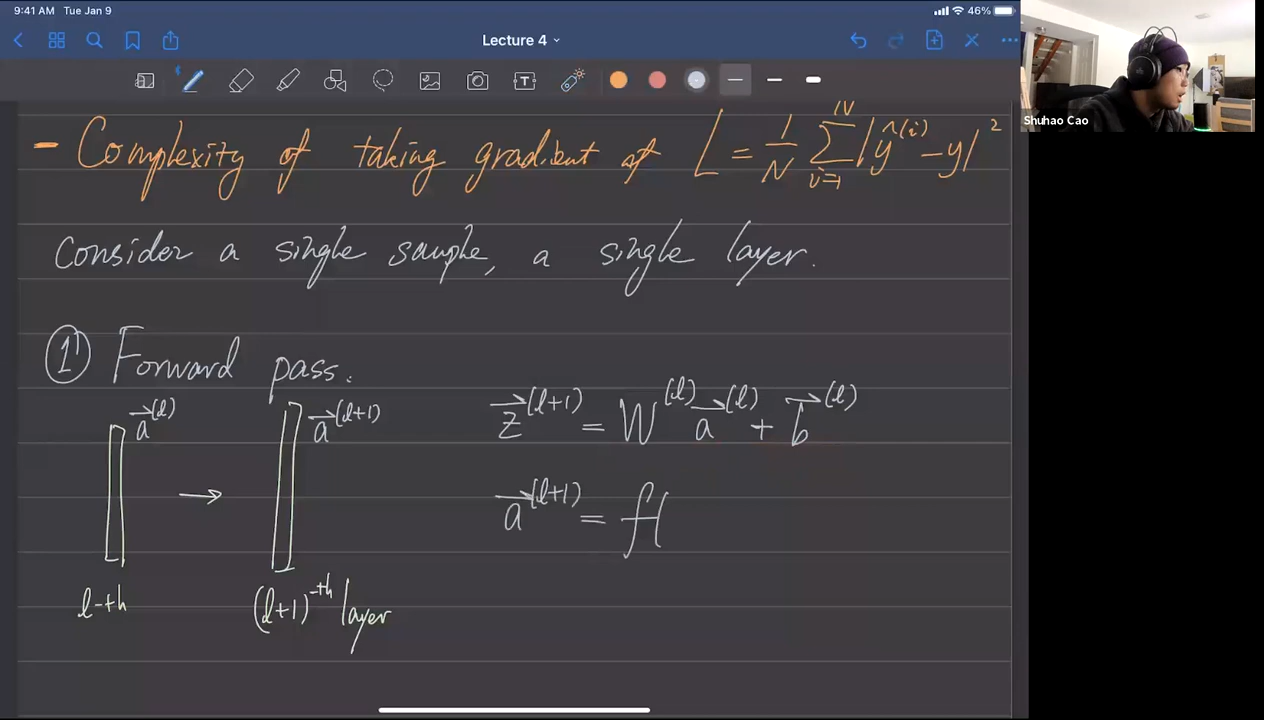 9:41 AM Tue Jan 9
46%
Lecture 4
Shuhao Cao
- Complexity of taking gradient of L = 1/N ∑_{i=1}^{N} |ŷ^(i) - y|^2
Consider a single sample, a single layer.
① Forward pass.
a⃗^(l) a⃗^(l+1) z⃗^(l+1) = W^(l) a⃗^(l) + b⃗^(l)
→ a⃗^(l+1) = f(
l-th (l+1)^-th layer